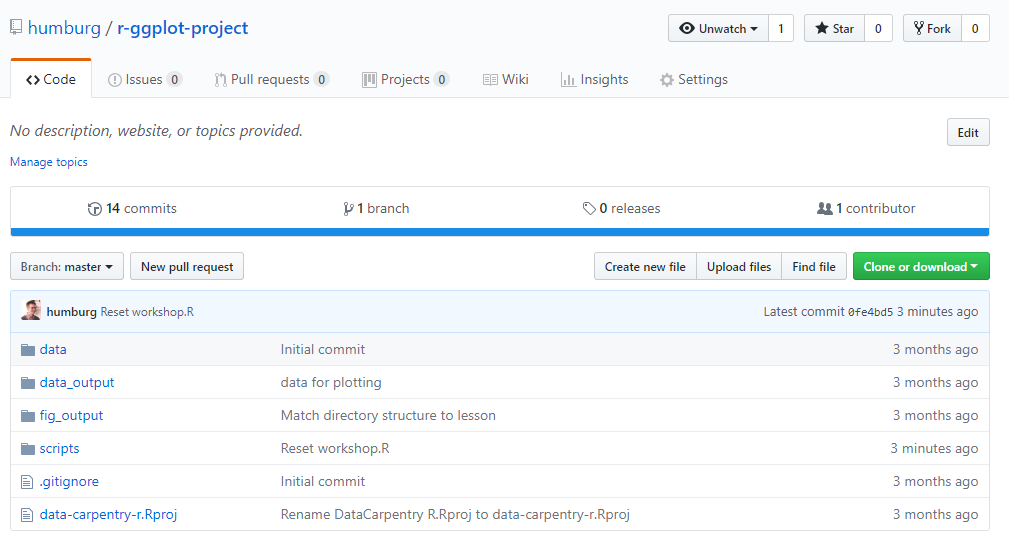 humburg / r-ggplot-project Unwatch 1 Star 0 Fork 0
Code Issues 0 Pull requests 0 Projects 0 Wiki Insights Settings
No description, website, or topics provided. Edit
Manage topics
14 commits 1 branch 0 releases 1 contributor
Branch: master New pull request Create new file Upload files Find file Clone or download
humburg Reset workshop.R Latest commit 0fe4bd5 3 minutes ago
data Initial commit 3 months ago
data_output data for plotting 3 months ago
fig_output Match directory structure to lesson 3 months ago
scripts Reset workshop.R 3 minutes ago
.gitignore Initial commit 3 months ago
data-carpentry-r.Rproj Rename DataCarpentry R.Rproj to data-carpentry-r.Rproj 3 months ago